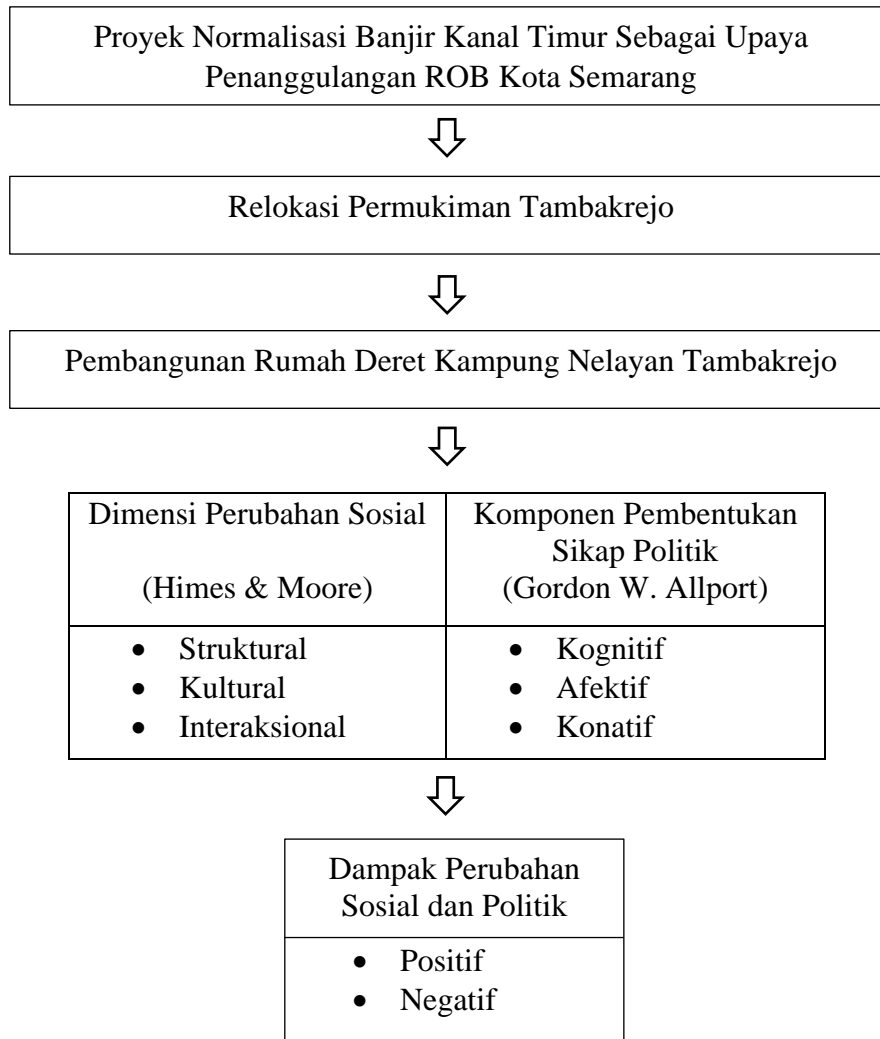 Proyek Normalisasi Banjir Kanal Timur Sebagai Upaya
Penanggulangan ROB Kota Semarang
Relokasi Permukiman Tambakrejo
Pembangunan Rumah Deret Kampung Nelayan Tambakrejo
Dimensi Perubahan Sosial
(Himes & Moore)
Komponen Pembentukan
Sikap Politik
(Gordon W. Allport)
• Struktural
• Kultural
• Interaksional
• Kognitif
• Afektif
• Konatif
Dampak Perubahan
Sosial dan Politik
• Positif
• Negatif